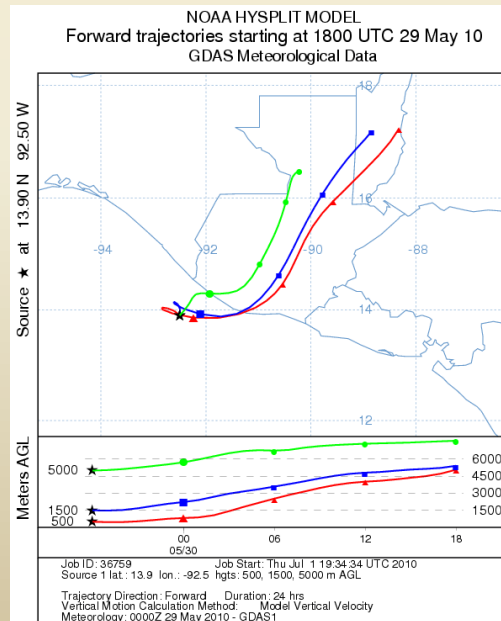 NOAA HYSPLIT MODEL
Forward trajectories starting at 1800 UTC 29 May 10
GDAS Meteorological Data
Source ★ at 13.90 N 92.50 W
18
16
-94
-92
-90
-88
14
12
Meters AGL
5000
1500
500
6000
4500
3000
1500
00
06
12
18
05/30
Job ID: 36759 Job Start: Thu Jul 1 19:34:34 UTC 2010
Source 1 lat.: 13.9 lon.: -92.5 hgts: 500, 1500, 5000 m AGL
Trajectory Direction: Forward Duration: 24 hrs
Vertical Motion Calculation Method: Model Vertical Velocity
Meteorology: 0000Z 29 May 2010 - GDAS1